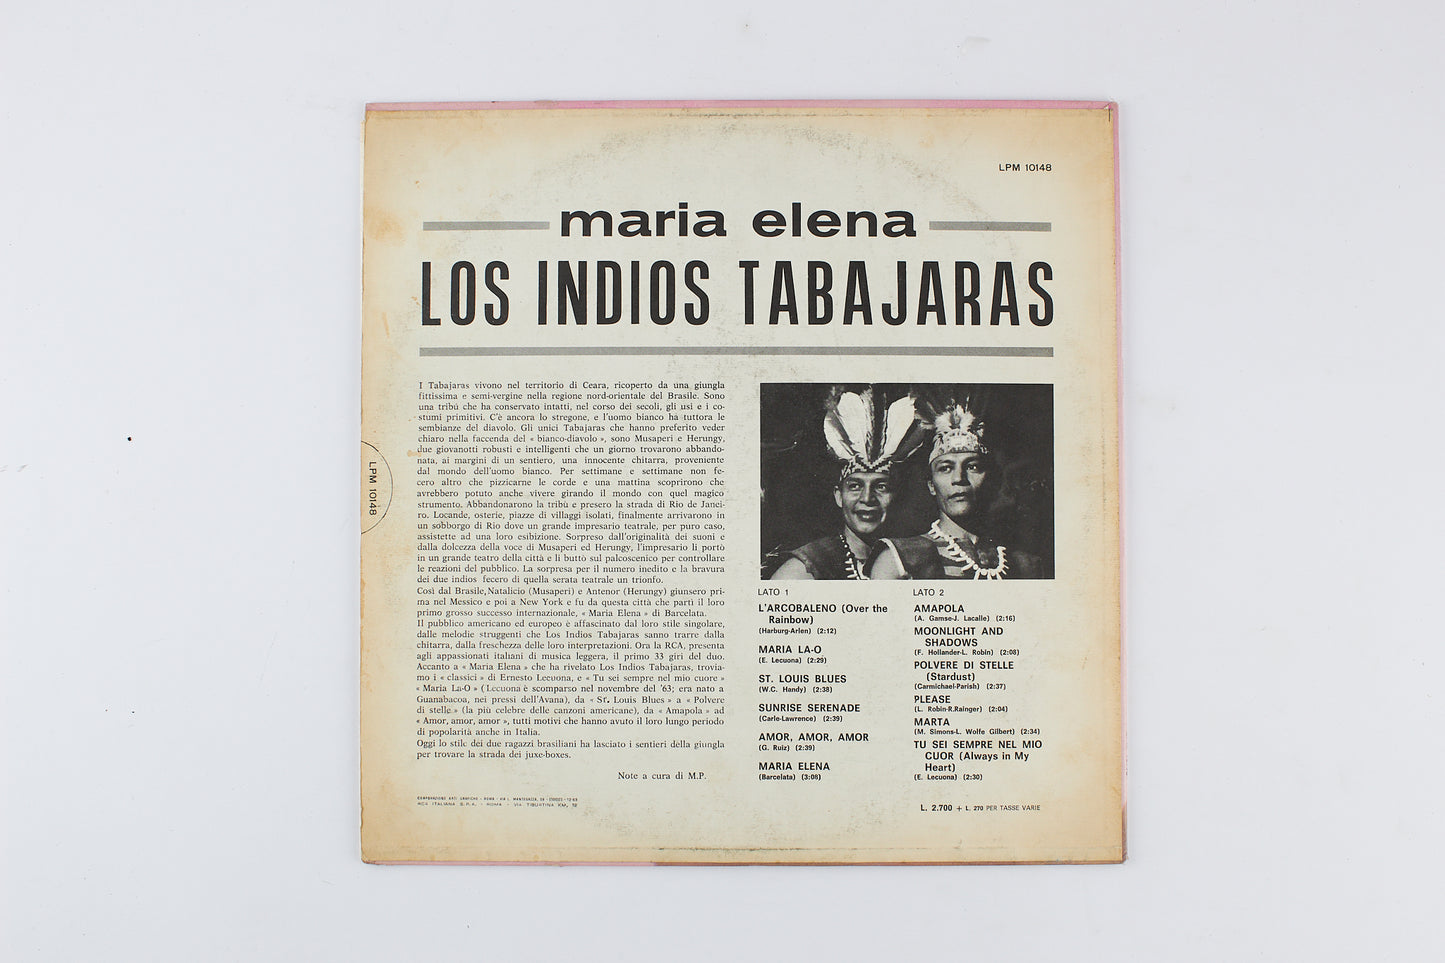 LPM 10148
maria elena
LOS INDIOS TABAJARAS
I Tabajaras vivono nel territorio di Ceara, ricoperto da una giungla
fittissima e semi-vergine nella regione nord-orientale del Brasile. Sono
una tribù che ha conservato intatti, nel corso dei secoli, gli usi e i co-
stumi primitivi. C'è ancora lo stregone, e l'uomo bianco ha tuttora le
sembianze del diavolo. Gli unici Tabajaras che hanno preferito veder
chiaro nella faccenda del « bianco-diavolo », sono Musaperi e Herungy,
due giovanotti robusti e intelligenti che un giorno trovarono abbando-
nata, ai margini di un sentiero, una innocente chitarra, proveniente
dal mondo dell'uomo bianco. Per settimane e settimane non fe-
cero altro che pizzicarne le corde e una mattina scoprirono che
avrebbero potuto anche vivere girando il mondo con quel magico
strumento. Abbandonarono la tribù e presero la strada di Rio de Janei-
ro. Locande, osterie, piazze di villaggi isolati, finalmente arrivarono in
un sobborgo di Rio dove un grande impresario teatrale, per puro caso,
assistette ad una loro esibizione. Sorpreso dall'originalità dei suoni e
dalla dolcezza della voce di Musaperi ed Herungy, l'impresario li portò
in un grande teatro della città e li buttò sul palcoscenico per controllare
le reazioni del pubblico. La sorpresa per il numero inedito e la bravura
dei due indios fecero di quella serata teatrale un trionfo.
Così dal Brasile, Natalicio (Musaperi) e Antenor (Herungy) giunsero pri-
ma nel Messico e poi a New York e fu da questa città che partì il loro
primo grosso successo internazionale, « Maria Elena » di Barcelata.
Il pubblico americano ed europeo è affascinato dal loro stile singolare,
dalle melodie struggenti che Los Indios Tabajaras sanno trarre dalla
chitarra, dalla freschezza delle loro interpretazioni. Ora la RCA, presenta
agli appassionati italiani di musica leggera, il primo 33 giri del duo.
Accanto a « Maria Elena » che ha rivelato Los Indios Tabajaras, trovia-
mo i « classici » di Ernesto Lecuona, e « Tu sei sempre nel mio cuore »
« Maria La-O » (Lecuona è scomparso nel novembre del '63; era nato a
Guanabacoa, nei pressi dell'Avana), da « St. Louis Blues » a « Polvere
di stelle » (la più celebre delle canzoni americane), da « Amapola » ad
« Amor, amor, amor », tutti motivi che hanno avuto il loro lungo periodo
di popolarità anche in Italia.
Oggi lo stile dei due ragazzi brasiliani ha lasciato i sentieri della giungla
per trovare la strada dei juxe-boxes.
Note a cura di M.P.
RCA ITALIANA S.P.A. - ROMA - VIA TIBURTINA KM. 12
LPM 10148
LATO 1
L'ARCOBALENO (Over the
Rainbow)
(Harburg-Arlen) (2:12)
MARIA LA-O
(E. Lecuona) (2:29)
ST. LOUIS BLUES
(W.C. Handy) (2:38)
SUNRISE SERENADE
(Carle-Lawrence) (2:39)
AMOR, AMOR, AMOR
(G. Ruiz) (2:39)
MARIA ELENA
(Barcelata) (3:08)
LATO 2
AMAPOLA
(A. Gamse-J. Lacalle) (2:16)
MOONLIGHT AND
SHADOWS
(F. Hollander-L. Robin) (2:08)
POLVERE DI STELLE
(Stardust)
(Carmichael-Parish) (2:37)
PLEASE
(L. Robin-R.Rainger) (2:04)
MARTA
(M. Simons-L. Wolfe Gilbert) (2:34)
TU SEI SEMPRE NEL MIO
CUOR (Always in My
Heart)
(E. Lecuona) (2:30)
L. 2.700 + L. 270 PER TASSE VARIE